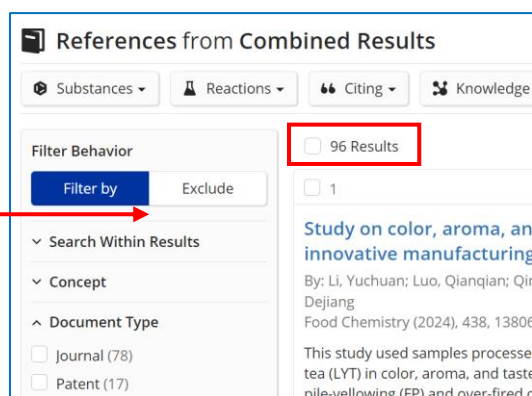 References from Combined Results
Substances Reactions Citing Knowledge
Filter Behavior
Filter by Exclude
Search Within Results
Concept
Document Type
Journal (78)
Patent (17)
96 Results
1
Study on color, aroma, an
innovative manufacturing
By: Li, Yuchuan; Luo, Qianqian; Qin
Dejiang
Food Chemistry (2024), 438, 13806
This study used samples processe
tea (LYT) in color, aroma, and taste
pile-yellowing (FP) and over-fired